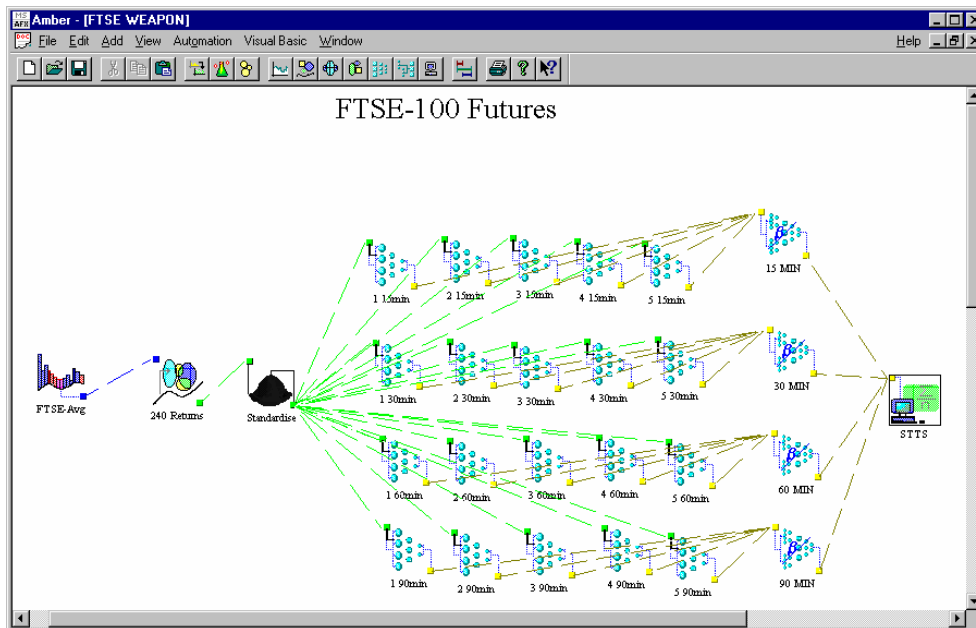 MS
AFX
Amber - [FTSE WEAPON]
DOC
File Edit Add View Automation Visual Basic Window Help
FTSE-100 Futures
1 15min 2 15min 3 15min 4 15min 5 15min 15 MIN
1 30min 2 30min 3 30min 4 30min 5 30min 30 MIN
FTSE-Avg 240 Returns Standardise STTS
1 60min 2 60min 3 60min 4 60min 5 60min 60 MIN
1 90min 2 90min 3 90min 4 90min 5 90min 90 MIN